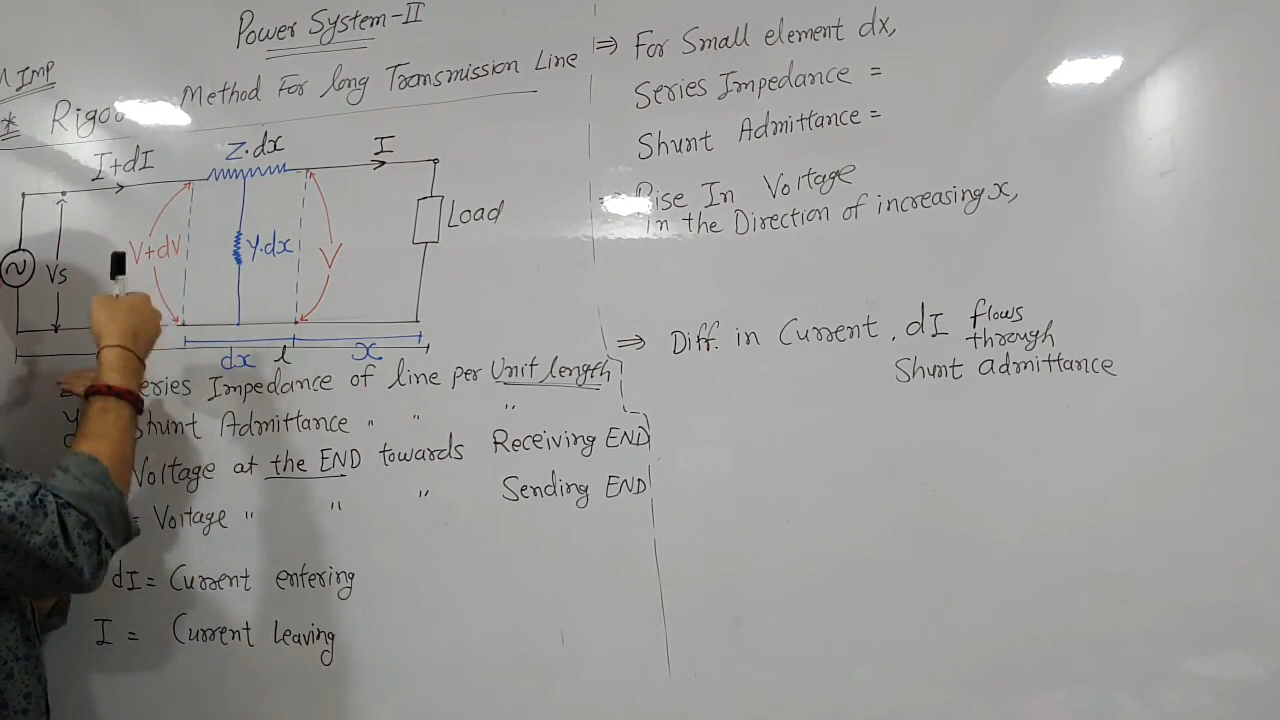 Power System-II
IMP
* Rigo Method For long Transmission Line
I+dI
Z·dx
I
V+dV
Y·dx
V
Load
Vs
dx
l
x
eries Impedance of line per Unit length
y
Shunt Admittance " " "
Voltage at the END towards Receiving END
= Voltage " " " Sending END
dI = Current entering
I = Current Leaving
⇒ For Small element dx,
Series Impedance =
Shunt Admittance =
Rise In Voltage
in the Direction of increasing x,
⇒ Diff. in Current, dI flows
through
Shunt admittance